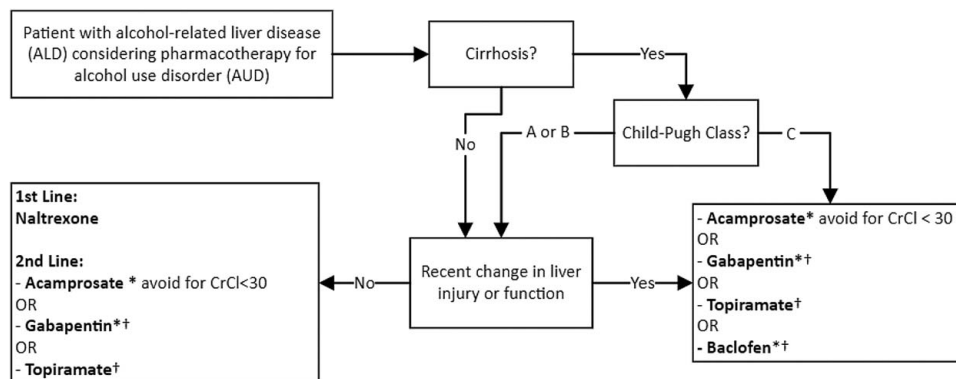 Patient with alcohol-related liver disease
(ALD) considering pharmacotherapy for
alcohol use disorder (AUD)
Cirrhosis?
Yes
No
A or B
Child-Pugh Class?
C
1st Line:
Naltrexone
2nd Line:
- Acamprosate * avoid for CrCl<30
OR
- Gabapentin*†
OR
- Topiramate†
No
Recent change in liver
injury or function
Yes
- Acamprosate* avoid for CrCl < 30
OR
- Gabapentin*†
OR
- Topiramate†
OR
- Baclofen*†